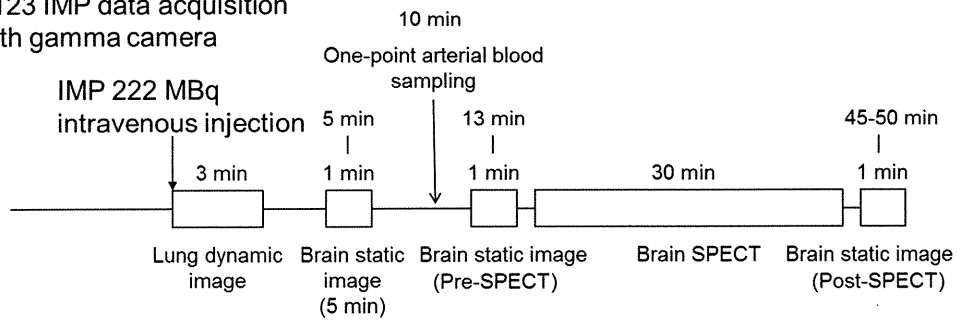 123 IMP data acquisition
th gamma camera
10 min
One-point arterial blood
sampling
IMP 222 MBq
intravenous injection
5 min
13 min
45-50 min
3 min
1 min
1 min
30 min
1 min
Lung dynamic
image
Brain static
image
(5 min)
Brain static image
(Pre-SPECT)
Brain SPECT
Brain static image
(Post-SPECT)